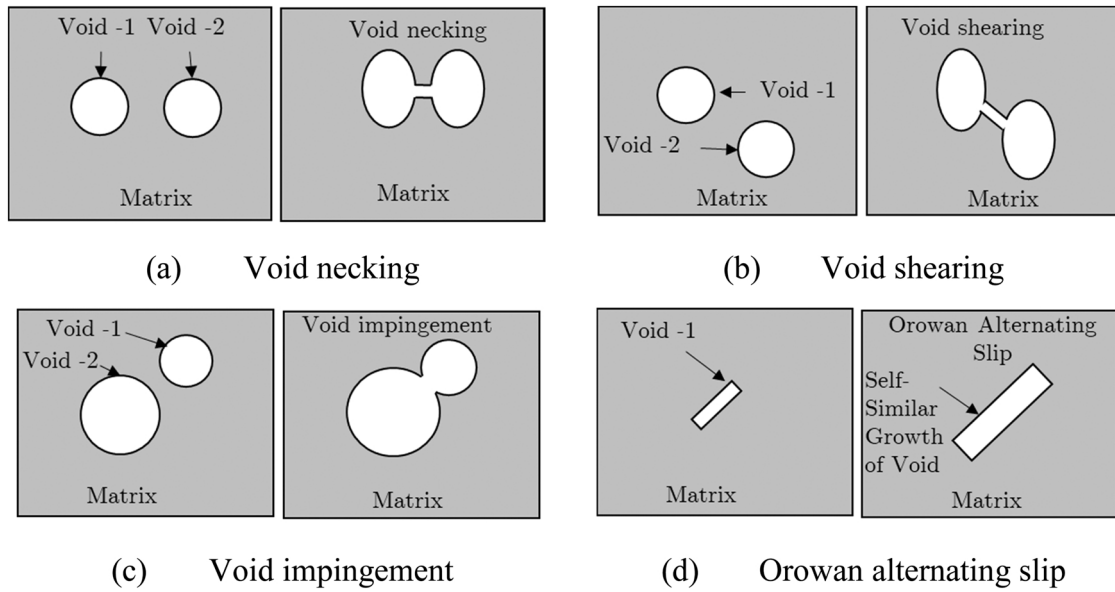 Void -1 Void -2
Matrix
Void necking
(a) Void necking
Void -1
Void -2
Matrix
Void shearing
Matrix
(b) Void shearing
Void -1
Void -2
Matrix
Void impingement
Matrix
(c) Void impingement
Void -1
Matrix
Orowan Alternating
Slip
Self-
Similar
Growth
of Void
Matrix
(d) Orowan alternating slip